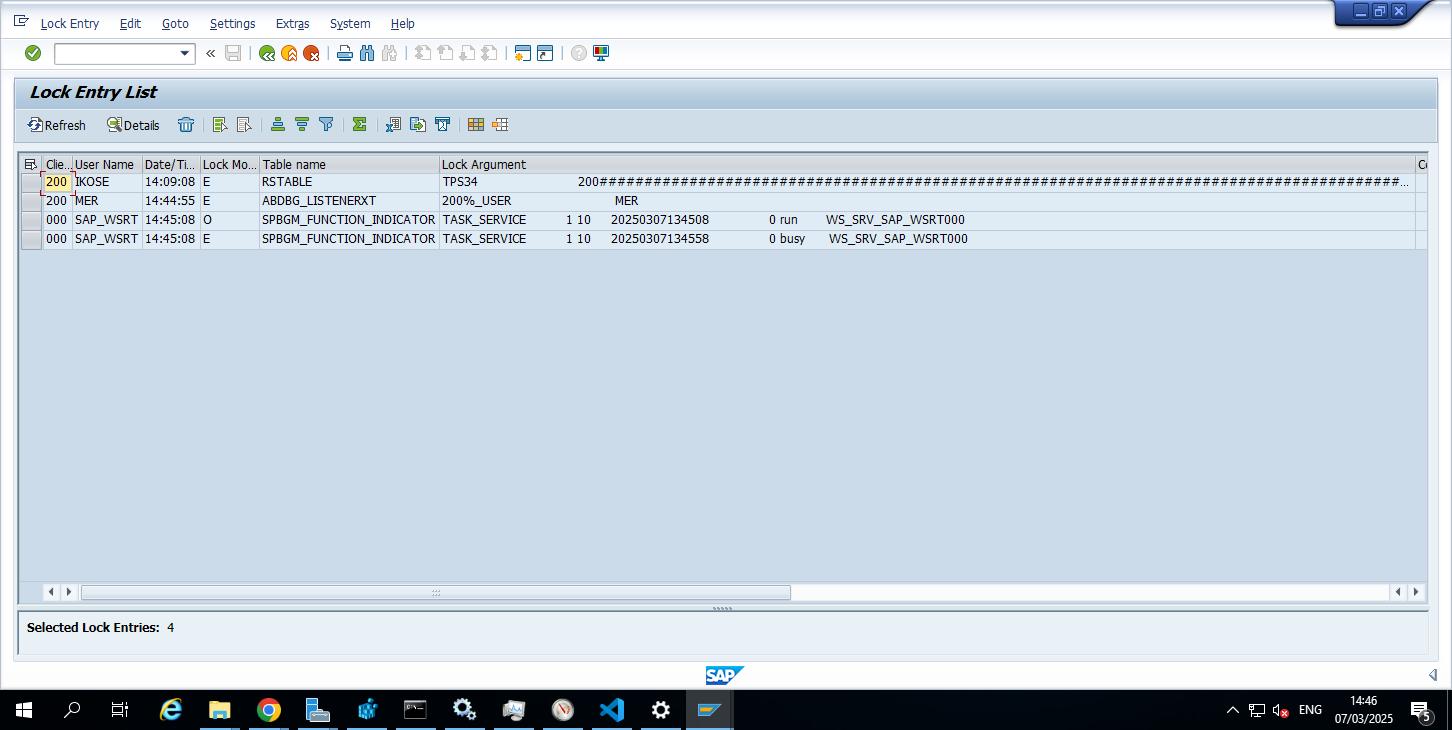 Lock Entry Edit Goto Settings Extras System Help
Lock Entry List
Refresh Details
Clie... User Name Date/Ti... Lock Mo... Table name Lock Argument
200 IKOSE 14:09:08 E RSTABLE TPS34 200
200 MER 14:44:55 E ABDBG_LISTENERXT 200%_USER MER
000 SAP_WSRT 14:45:08 O SPBGM_FUNCTION_INDICATOR TASK_SERVICE 1 10 20250307134508 0 run WS_SRV_SAP_WSRT000
000 SAP_WSRT 14:45:08 E SPBGM_FUNCTION_INDICATOR TASK_SERVICE 1 10 20250307134558 0 busy WS_SRV_SAP_WSRT000
Selected Lock Entries: 4
SAP
ENG
14:46
07/03/2025
5